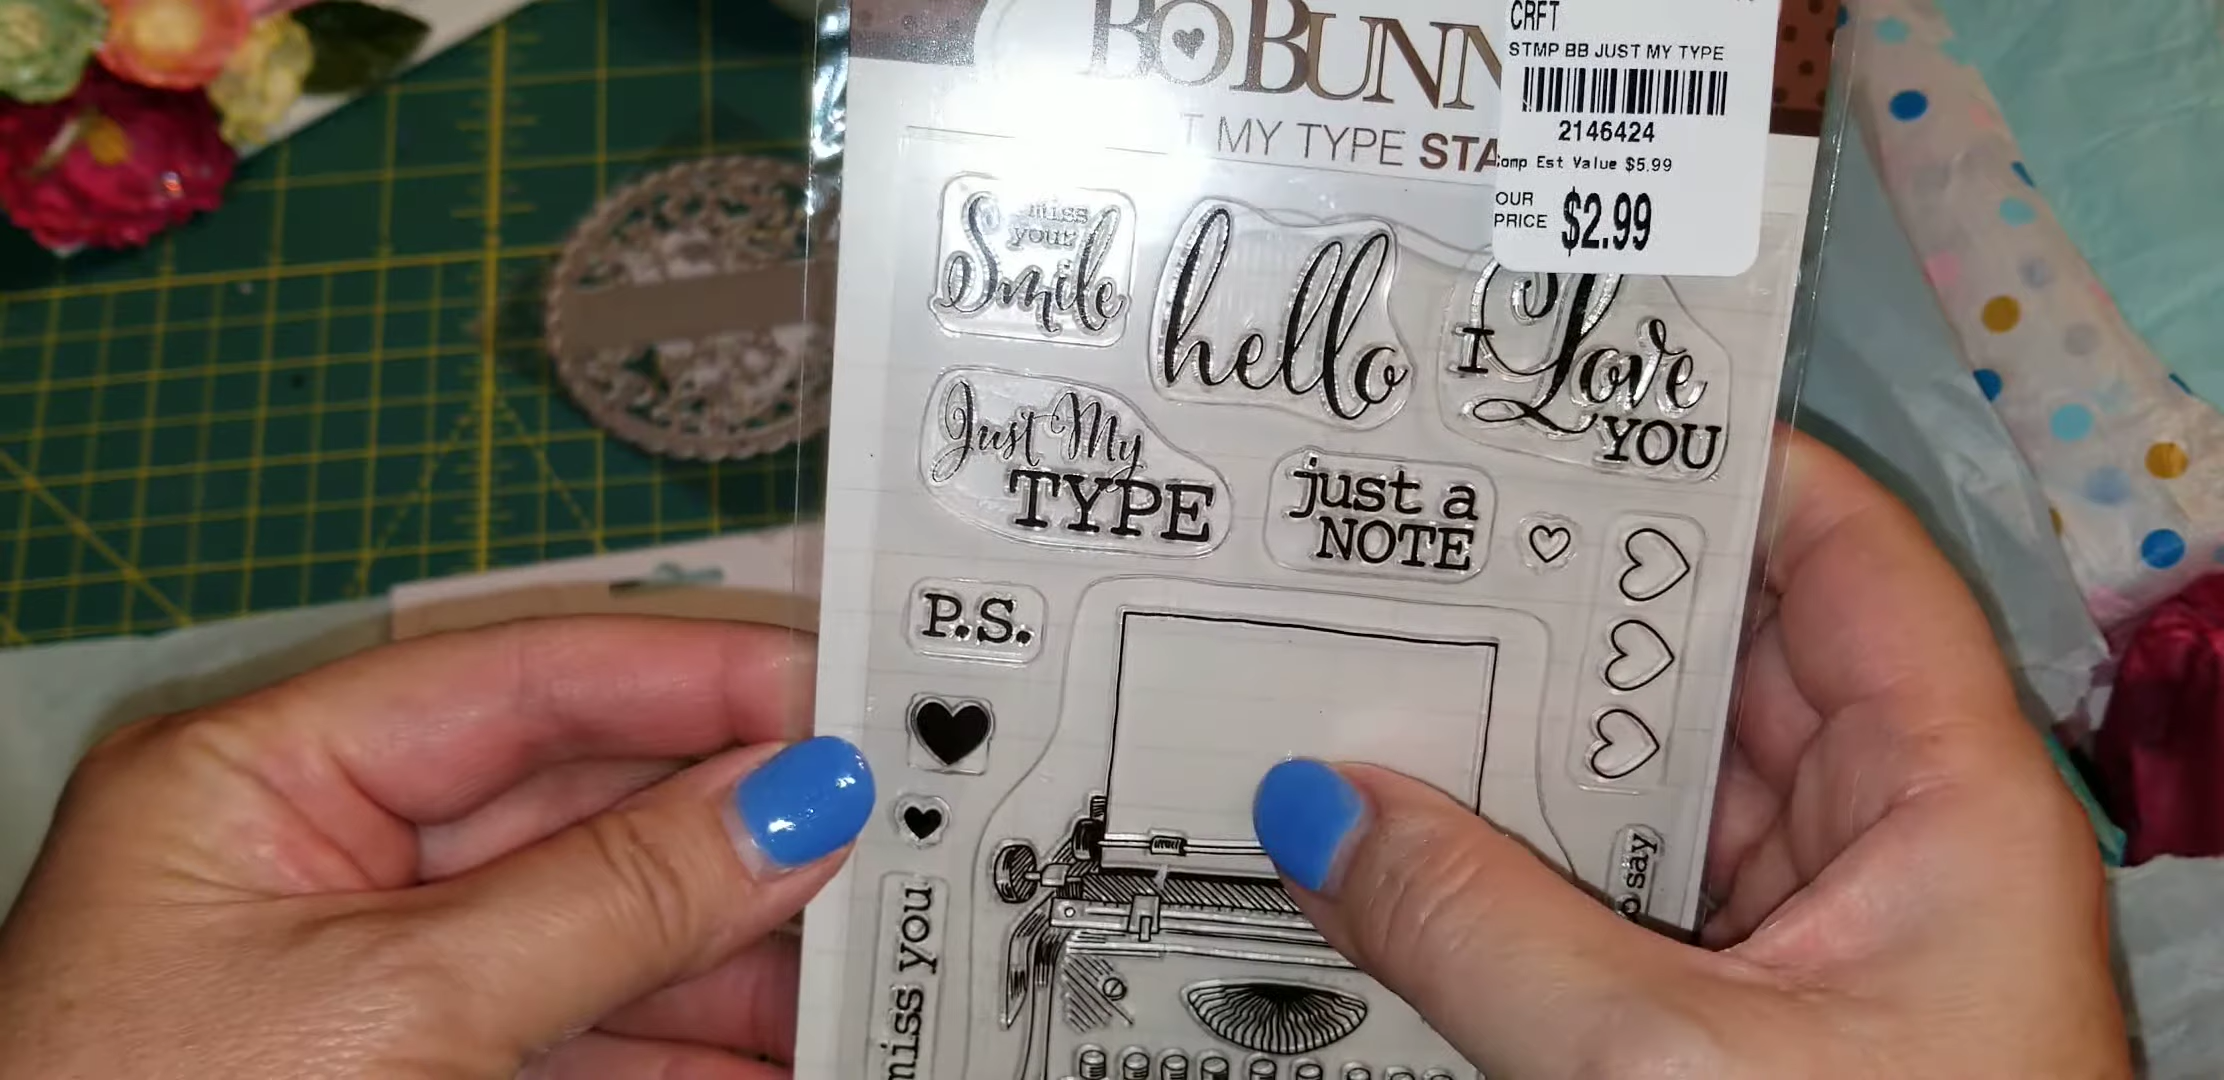 BOBUNN
CRFT
STMP BB JUST MY TYPE
2146424
omp Est Value $5.99
OUR
PRICE $2.99
T MY TYPE STA
miss
your
Smile
hello
I Love
YOU
Just My
TYPE
just a
NOTE
P.S.
miss you
o say